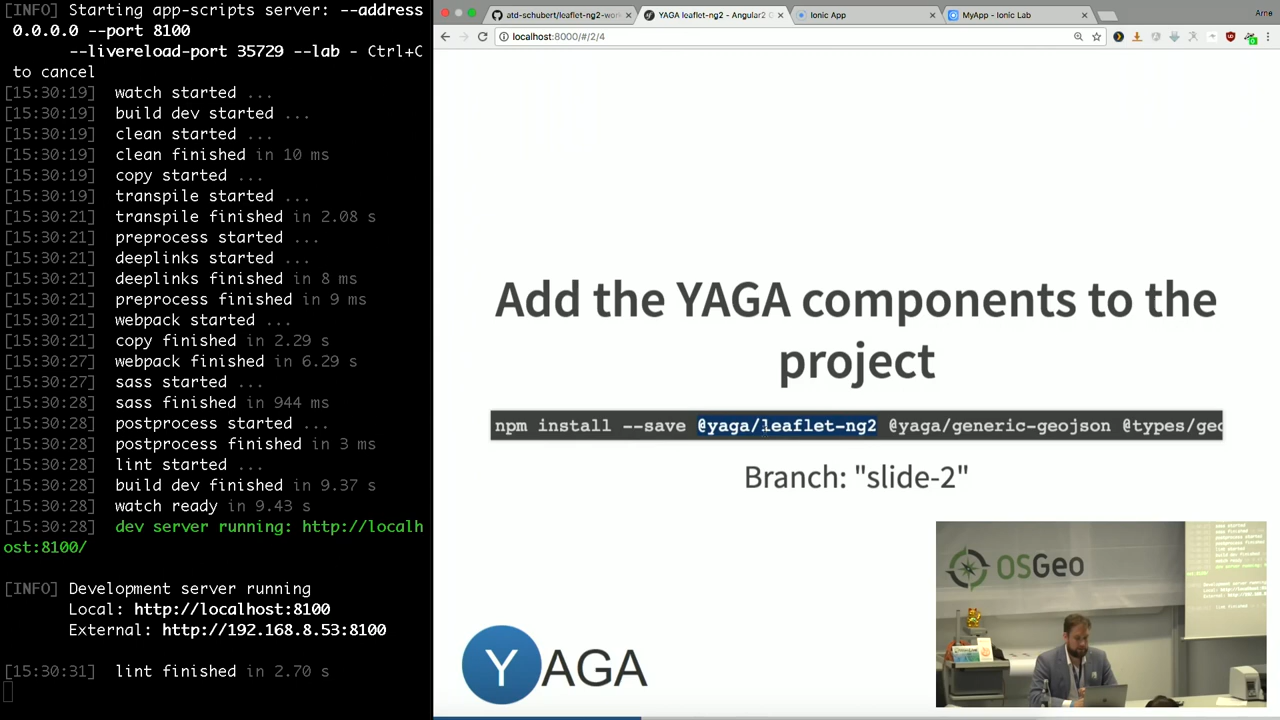 [INFO] Starting app-scripts server: --address
0.0.0.0 --port 8100
--livereload-port 35729 --lab - Ctrl+C
to cancel
[15:30:19] watch started ...
[15:30:19] build dev started ...
[15:30:19] clean started ...
[15:30:19] clean finished in 10 ms
[15:30:19] copy started ...
[15:30:19] transpile started ...
[15:30:21] transpile finished in 2.08 s
[15:30:21] preprocess started ...
[15:30:21] deeplinks started ...
[15:30:21] deeplinks finished in 8 ms
[15:30:21] preprocess finished in 9 ms
[15:30:21] webpack started ...
[15:30:21] copy finished in 2.29 s
[15:30:27] webpack finished in 6.29 s
[15:30:27] sass started ...
[15:30:28] sass finished in 944 ms
[15:30:28] postprocess started ...
[15:30:28] postprocess finished in 3 ms
[15:30:28] lint started ...
[15:30:28] build dev finished in 9.37 s
[15:30:28] watch ready in 9.43 s
[15:30:28] dev server running: http://localh
ost:8100/
[INFO] Development server running
Local: http://localhost:8100
External: http://192.168.8.53:8100
[15:30:31] lint finished in 2.70 s
atd-schubert/leaflet-ng2-wor
YAGA leaflet-ng2 - Angular2 G
Ionic App
MyApp - Ionic Lab
Arne
localhost:8000/#/2/4
Add the YAGA components to the
project
npm install --save @yaga/leaflet-ng2 @yaga/generic-geojson @types/geo
Branch: "slide-2"
YAGA
OSGeo